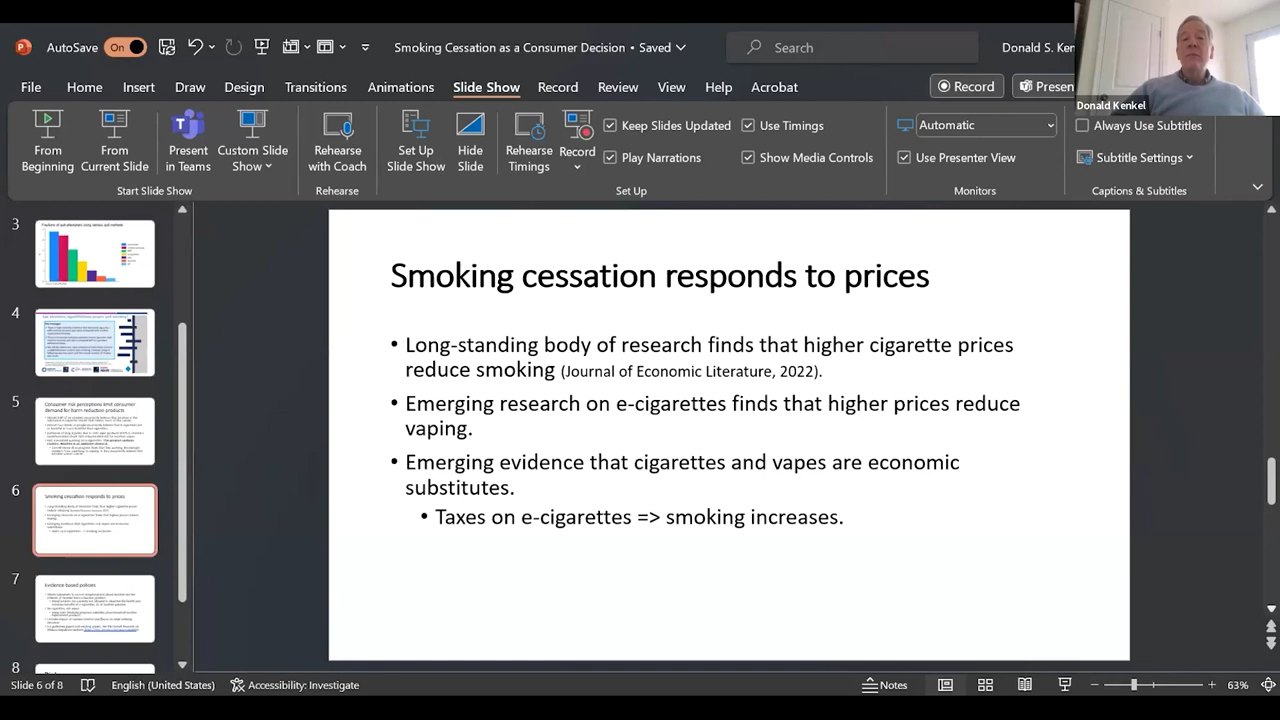 AutoSave On
Smoking Cessation as a Consumer Decision • Saved
Search
Donald S. Ken
Donald Kenkel
File Home Insert Draw Design Transitions Animations Slide Show Record Review View Help Acrobat
Record Presen
From Beginning
From Current Slide
Present in Teams
Custom Slide Show
Start Slide Show
Rehearse with Coach
Rehearse
Set Up Slide Show
Hide Slide
Rehearse Timings
Record
Keep Slides Updated
Play Narrations
Use Timings
Show Media Controls
Set Up
Automatic
Use Presenter View
Monitors
Always Use Subtitles
Subtitle Settings
Captions & Subtitles
3
4
5
Consumer risk perceptions limit consumer
demand for harm reduction products
6
Smoking cessation responds to prices
7
Evidence-based policies
8
Smoking cessation responds to prices
• Long-standing body of research finds that higher cigarette prices
reduce smoking (Journal of Economic Literature, 2022).
• Emerging research on e-cigarettes finds that higher prices reduce
vaping.
• Emerging evidence that cigarettes and vapes are economic
substitutes.
• Taxes on e-cigarettes => smoking increases.
Slide 6 of 8 English (United States) Accessibility: Investigate Notes 63%